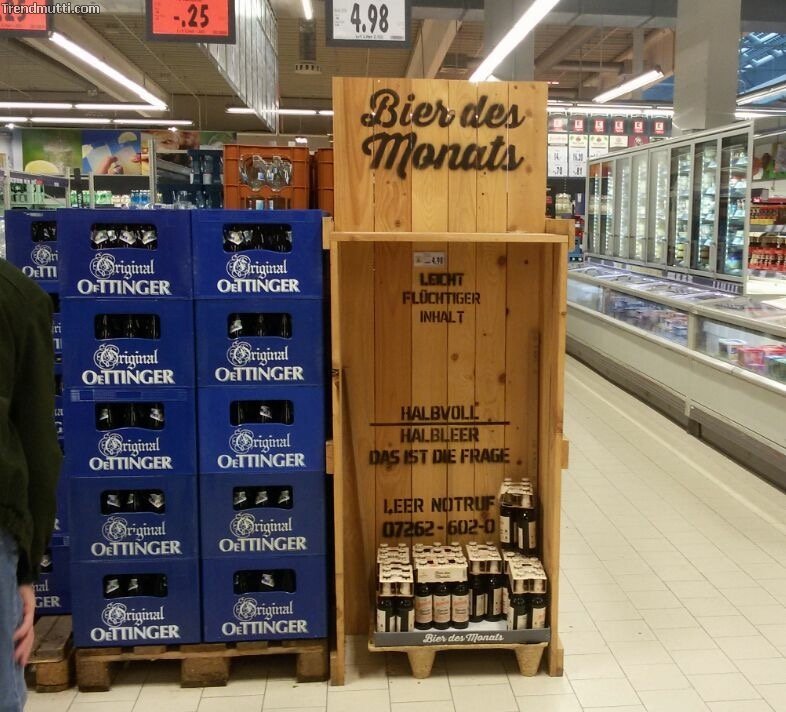 Trendmutti.com
-.25
4.98
Bier des
Monats
4.98
LEICHT
FLÜCHTIGER
INHALT
HALBVOLL
HALBLEER
DAS IST DIE FRAGE
LEER NOTRUF
07262-602-0
Bier des Monats
Original
OETTINGER
Original
OETTINGER
Original
OETTINGER
Original
OETTINGER
Original
OETTINGER
Original
OETTINGER
Original
OETTINGER
Original
OETTINGER
Original
OETTINGER
Original
OETTINGER